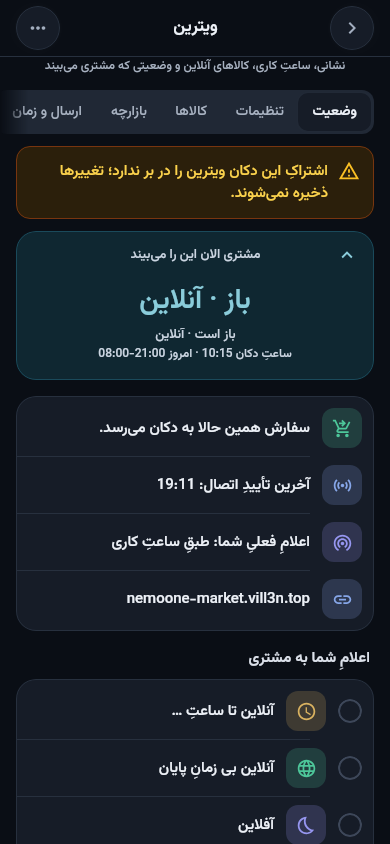 ویترین
نشانی، ساعتِ کاری، کالاهای آنلاین و وضعیتی که مشتری می‌بیند
وضعیت
تنظیمات
کالاها
بازارچه
ارسال و زمان
اشتراکِ این دکان ویترین را در بر ندارد؛ تغییرها
ذخیره نمی‌شوند.
مشتری الان این را می‌بیند
باز · آنلاین
باز است · آنلاین
ساعتِ دکان 10:15 · امروز 08:00-21:00
سفارش همین حالا به دکان می‌رسد.
آخرین تأییدِ اتصال: 19:11
اعلامِ فعلیِ شما: طبقِ ساعتِ کاری
nemoone-market.vill3n.top
اعلامِ شما به مشتری
آنلاین تا ساعتِ ...
آنلاین بی زمانِ پایان
آفلاین